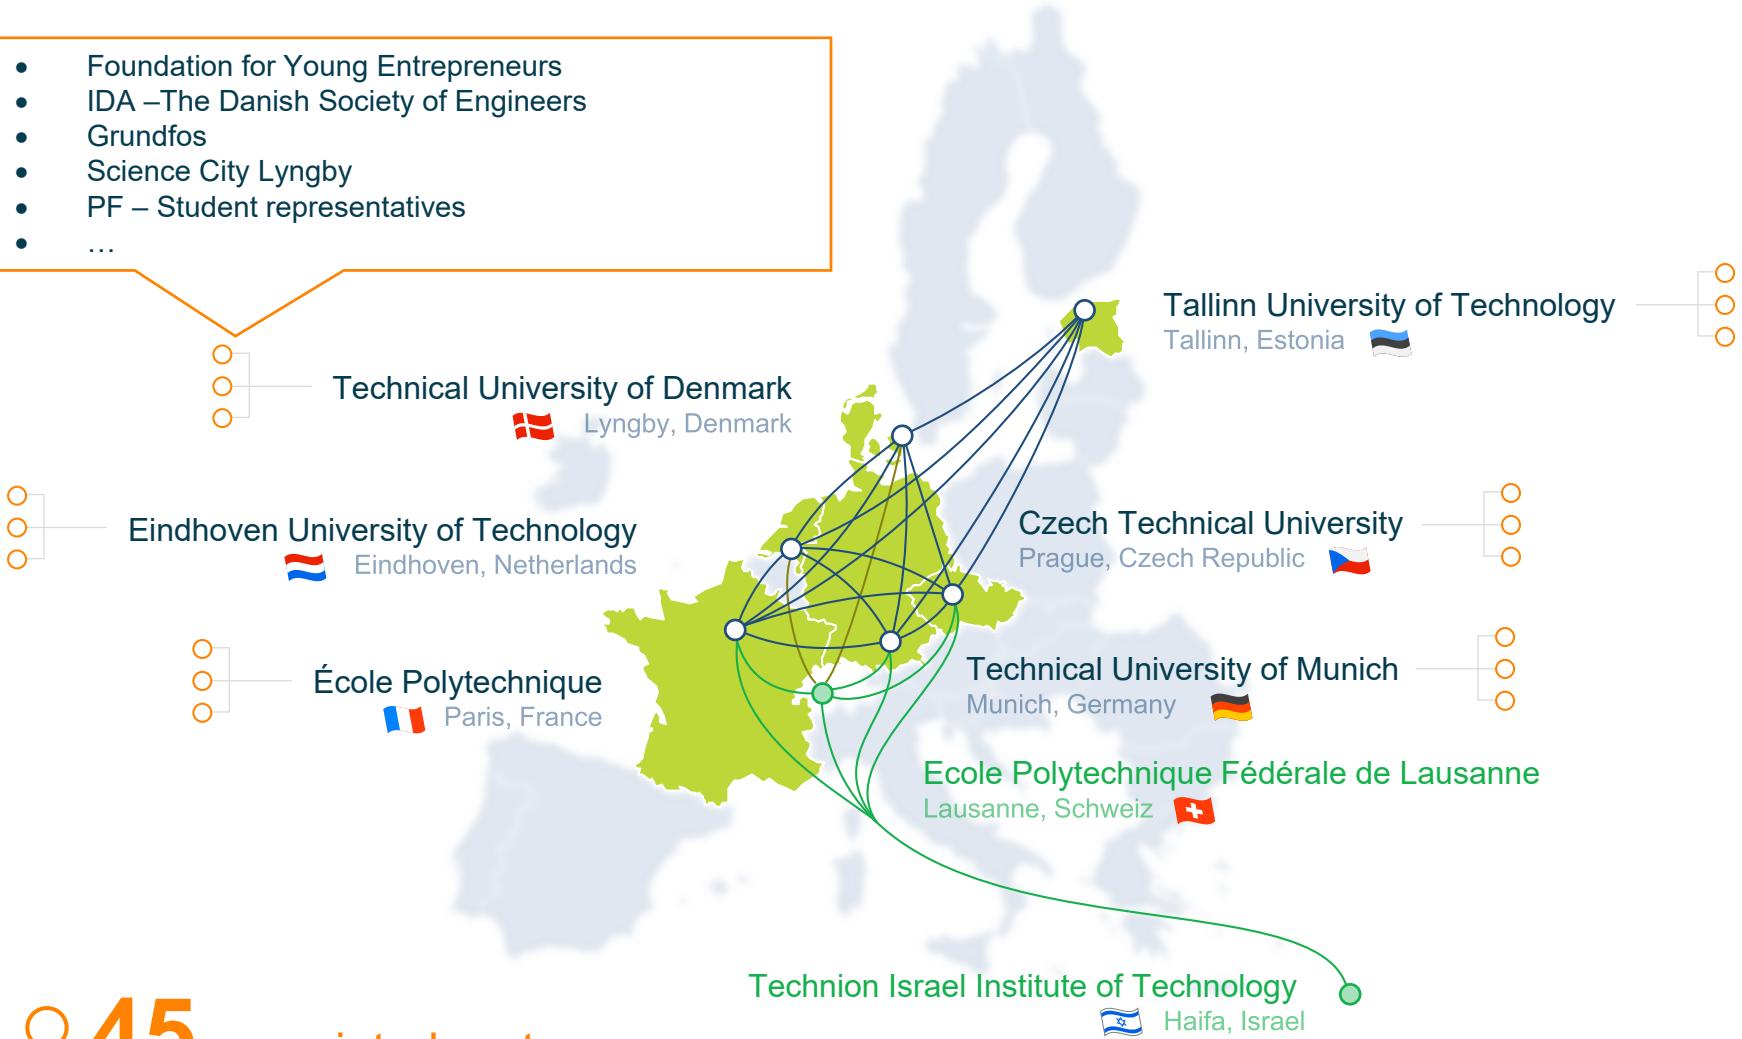 • Foundation for Young Entrepreneurs
• IDA –The Danish Society of Engineers
• Grundfos
• Science City Lyngby
• PF – Student representatives
• …
Tallinn University of Technology
Tallinn, Estonia
Technical University of Denmark
Lyngby, Denmark
Eindhoven University of Technology
Eindhoven, Netherlands
Czech Technical University
Prague, Czech Republic
École Polytechnique
Paris, France
Technical University of Munich
Munich, Germany
Ecole Polytechnique Fédérale de Lausanne
Lausanne, Schweiz
Technion Israel Institute of Technology
Haifa, Israel
45